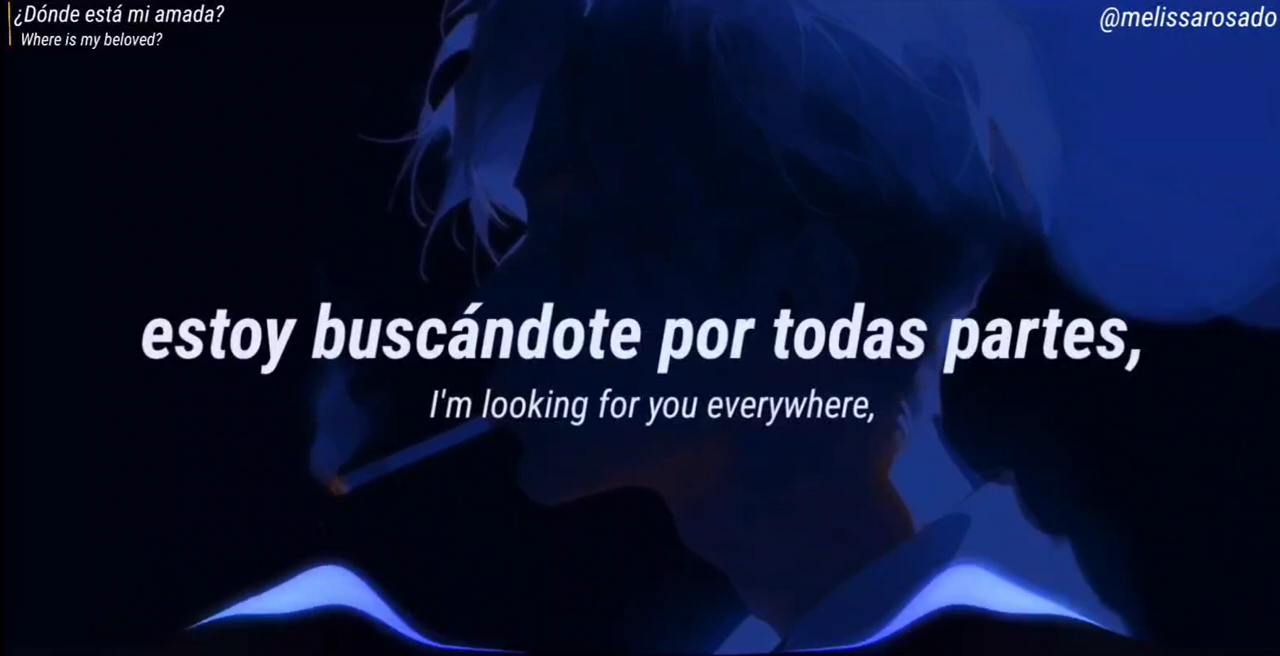 ¿Dónde está mi amada?
Where is my beloved?
@melissarosado
estoy buscándote por todas partes,
I'm looking for you everywhere,